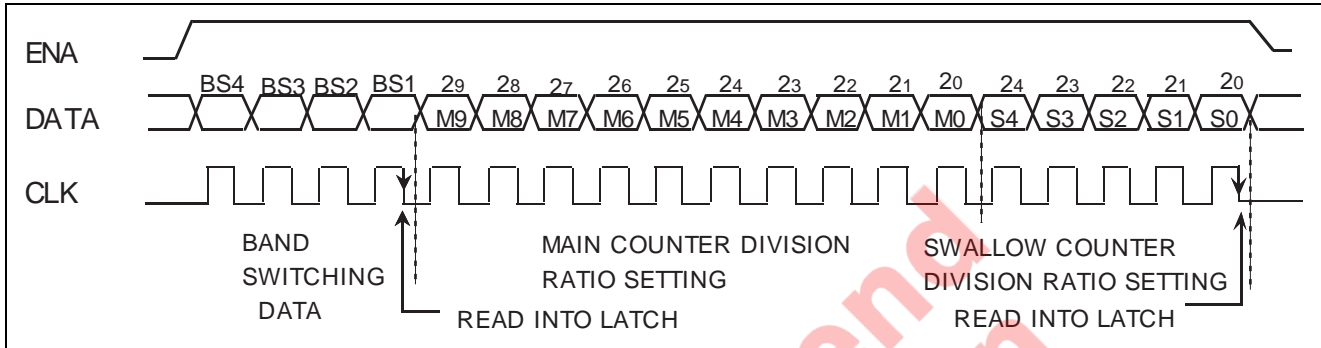 ENA
BS4 BS3 BS2 BS1 29 28 27 26 25 24 23 22 21 20 24 23 22 21 20
DATA M9 M8 M7 M6 M5 M4 M3 M2 M1 M0 S4 S3 S2 S1 S0
CLK
BAND
SWITCHING
DATA
MAIN COUNTER DIVISION
RATIO SETTING
SWALLOW COUNTER
DIVISION RATIO SETTING
READ INTO LATCH
READ INTO LATCH